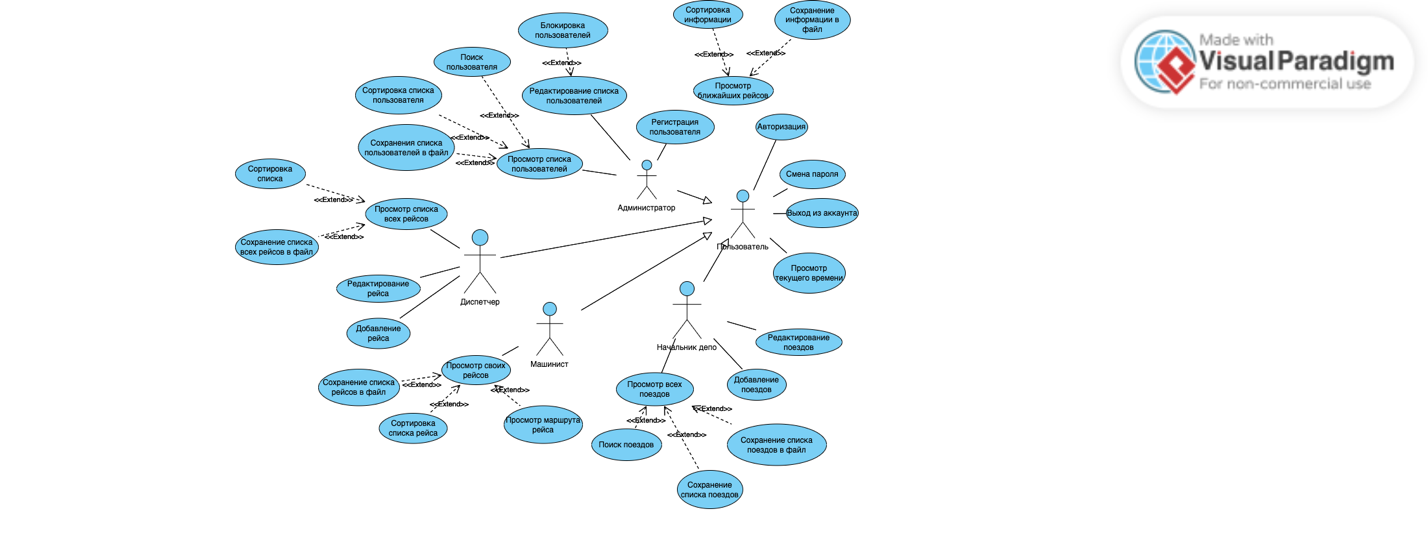 Сортировка
информации
Сохранение
информации в
файл
<<Extend>>
<<Extend>>
Просмотр
ближайших рейсов
Made with
Visual Paradigm
For non-commercial use
Блокировка
пользователей
<<Extend>>
Редактирование списка
пользователей
Поиск
пользователя
<<Extend>>
Сортировка списка
пользователя
<<Extend>>
Сохранения списка
пользователей в файл
<<Extend>>
Просмотр списка
пользователей
Регистрация
пользователя
Администратор
Авторизация
Смена пароля
Выход из аккаунта
Пользователь
Просмотр
текущего времени
Сортировка
списка
<<Extend>>
Просмотр списка
всех рейсов
Сохранение списка
всех рейсов в файл
<<Extend>>
Редактирование
рейса
Диспетчер
Добавление
рейса
Машинист
Начальник депо
Редактирование
поездов
Просмотр своих
рейсов
Сохранение списка
рейсов в файл
<<Extend>>
<<Extend>>
<<Extend>>
Сортировка
списка рейса
Просмотр маршрута
рейса
Просмотр всех
поездов
Добавление
поездов
<<Extend>>
<<Extend>>
<<Extend>>
Поиск поездов
Сохранение списка
поездов в файл
Сохранение
списка поездов